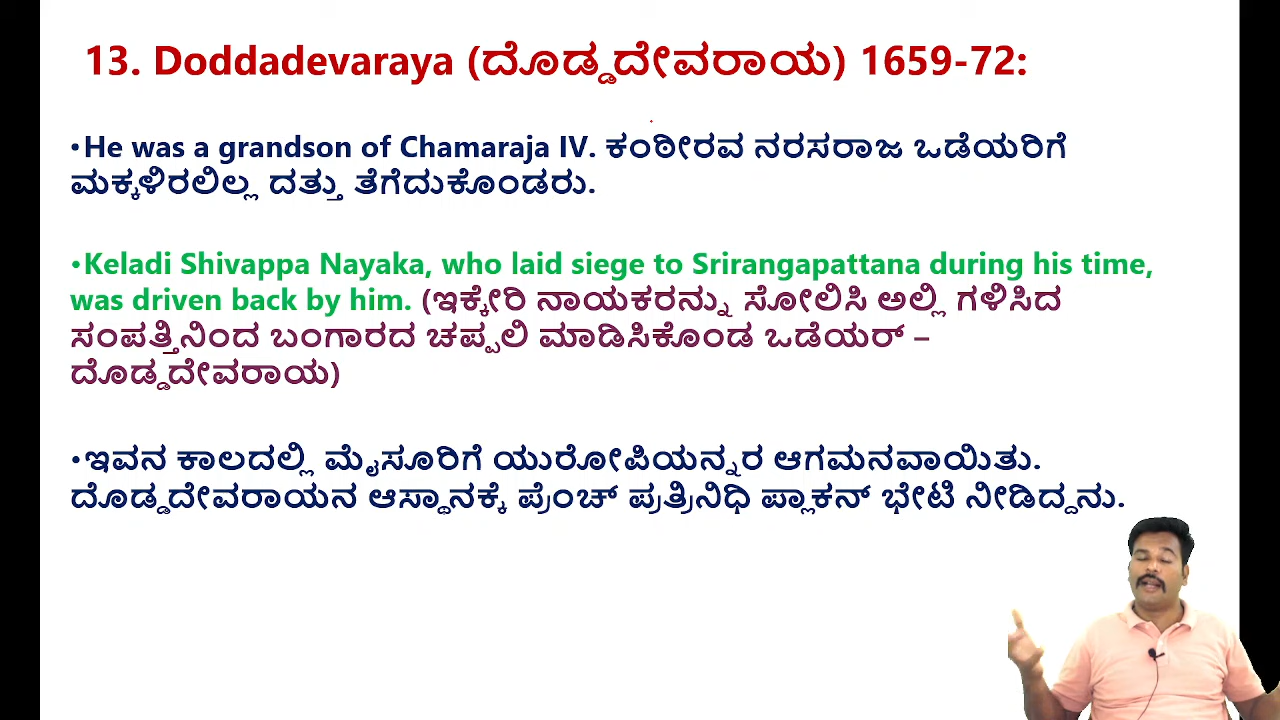 13. Doddadevaraya (ದೊಡ್ಡದೇವರಾಯ) 1659-72:
•He was a grandson of Chamaraja IV. ಕಂಠೀರವ ನರಸರಾಜ ಒಡೆಯರಿಗೆ
ಮಕ್ಕಳಿರಲಿಲ್ಲ ದತ್ತು ತೆಗೆದುಕೊಂಡರು.
•Keladi Shivappa Nayaka, who laid siege to Srirangapattana during his time,
was driven back by him. (ಇಕ್ಕೇರಿ ನಾಯಕರನ್ನು ಸೋಲಿಸಿ ಅಲ್ಲಿ ಗಳಿಸಿದ
ಸಂಪತ್ತಿನಿಂದ ಬಂಗಾರದ ಚಪ್ಪಲಿ ಮಾಡಿಸಿಕೊಂಡ ಒಡೆಯರ್ –
ದೊಡ್ಡದೇವರಾಯ)
•ಇವನ ಕಾಲದಲ್ಲಿ ಮೈಸೂರಿಗೆ ಯುರೋಪಿಯನ್ನರ ಆಗಮನವಾಯಿತು.
ದೊಡ್ಡದೇವರಾಯನ ಆಸ್ಥಾನಕ್ಕೆ ಪ್ರೆಂಚ್ ಪ್ರತ್ರಿನಿಧಿ ಪ್ಲಾಕನ್ ಭೇಟಿ ನೀಡಿದ್ದನು.